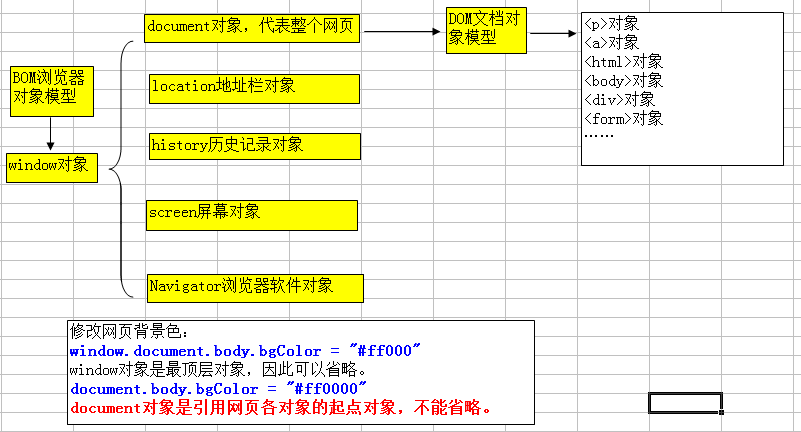 document对象，代表整个网页
DOM文档对
象模型
<p>对象
<a>对象
<html>对象
<body>对象
<div>对象
<form>对象
……
BOM浏览器
对象模型
location地址栏对象
history历史记录对象
window对象
screen屏幕对象
Navigator浏览器软件对象
修改网页背景色：
window.document.body.bgColor = "#ff000"
window对象是最顶层对象，因此可以省略。
document.body.bgColor = "#ff0000"
document对象是引用网页各对象的起点对象，不能省略。